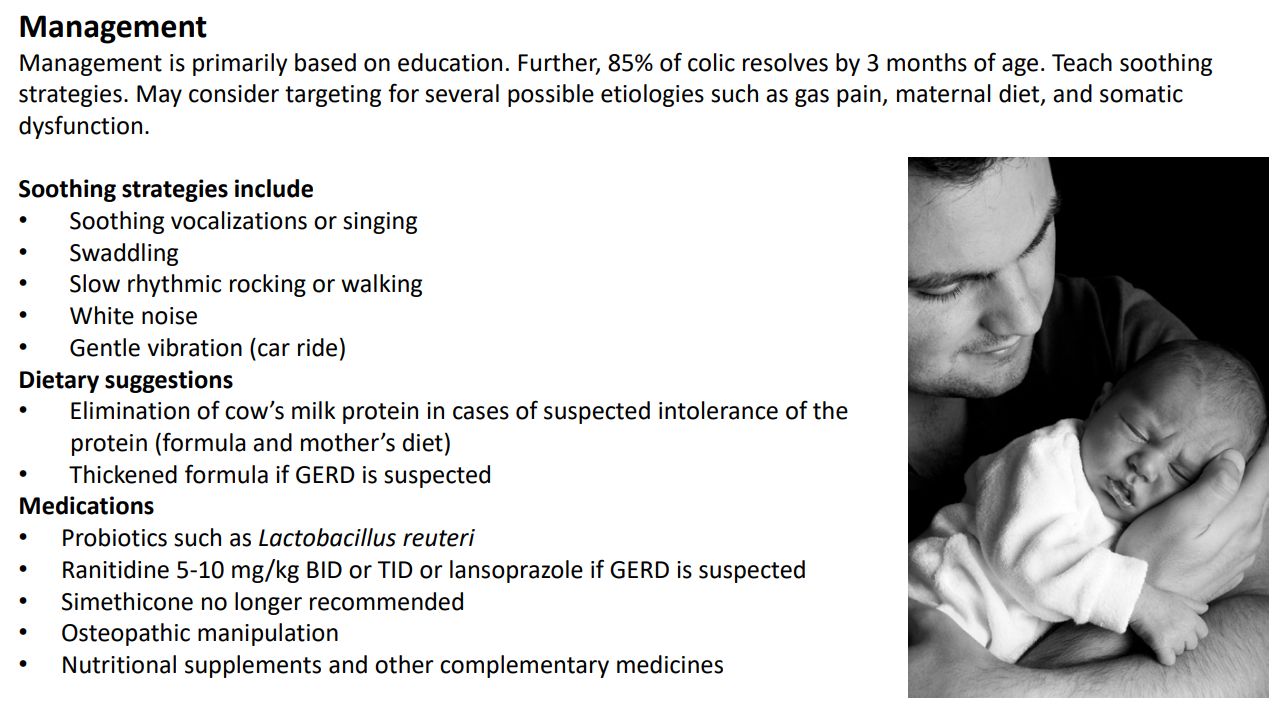 Management
Management is primarily based on education. Further, 85% of colic resolves by 3 months of age. Teach soothing
strategies. May consider targeting for several possible etiologies such as gas pain, maternal diet, and somatic
dysfunction.
Soothing strategies include
• Soothing vocalizations or singing
• Swaddling
• Slow rhythmic rocking or walking
• White noise
• Gentle vibration (car ride)
Dietary suggestions
• Elimination of cow’s milk protein in cases of suspected intolerance of the
protein (formula and mother’s diet)
• Thickened formula if GERD is suspected
Medications
• Probiotics such as Lactobacillus reuteri
• Ranitidine 5-10 mg/kg BID or TID or lansoprazole if GERD is suspected
• Simethicone no longer recommended
• Osteopathic manipulation
• Nutritional supplements and other complementary medicines